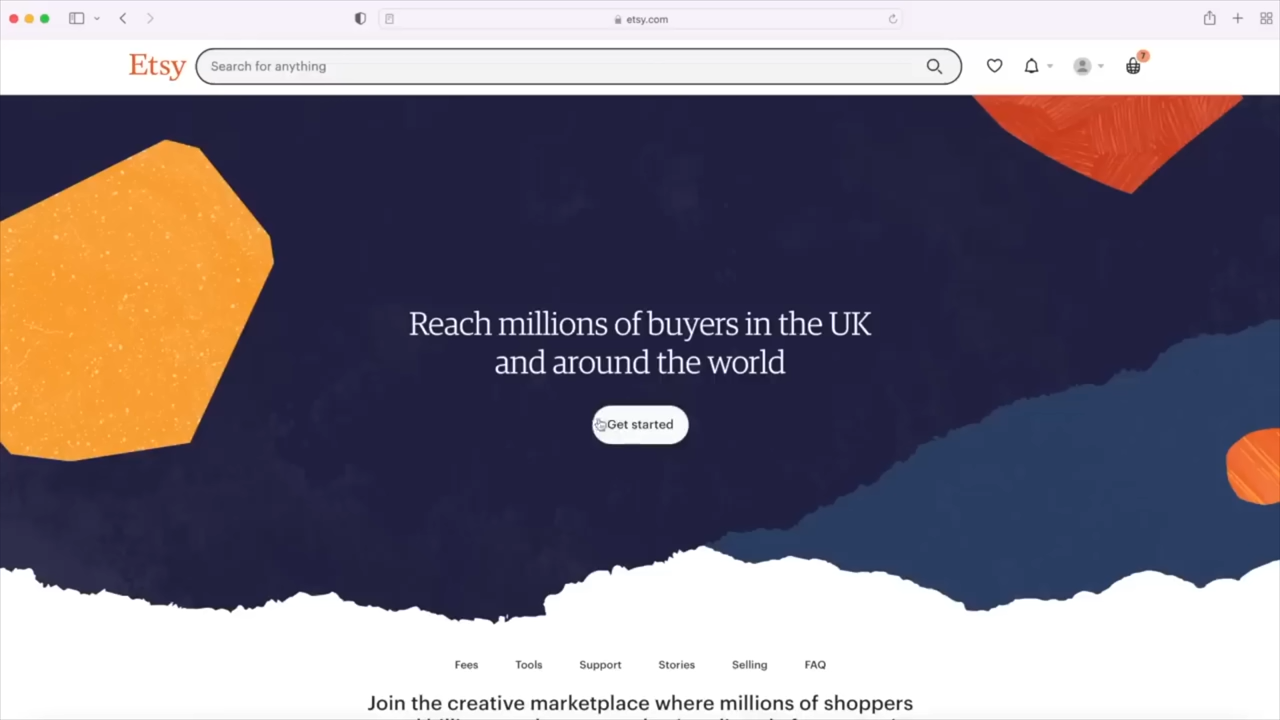 etsy.com
Etsy
Search for anything
7
Reach millions of buyers in the UK
and around the world
Get started
Fees Tools Support Stories Selling FAQ
Join the creative marketplace where millions of shoppers